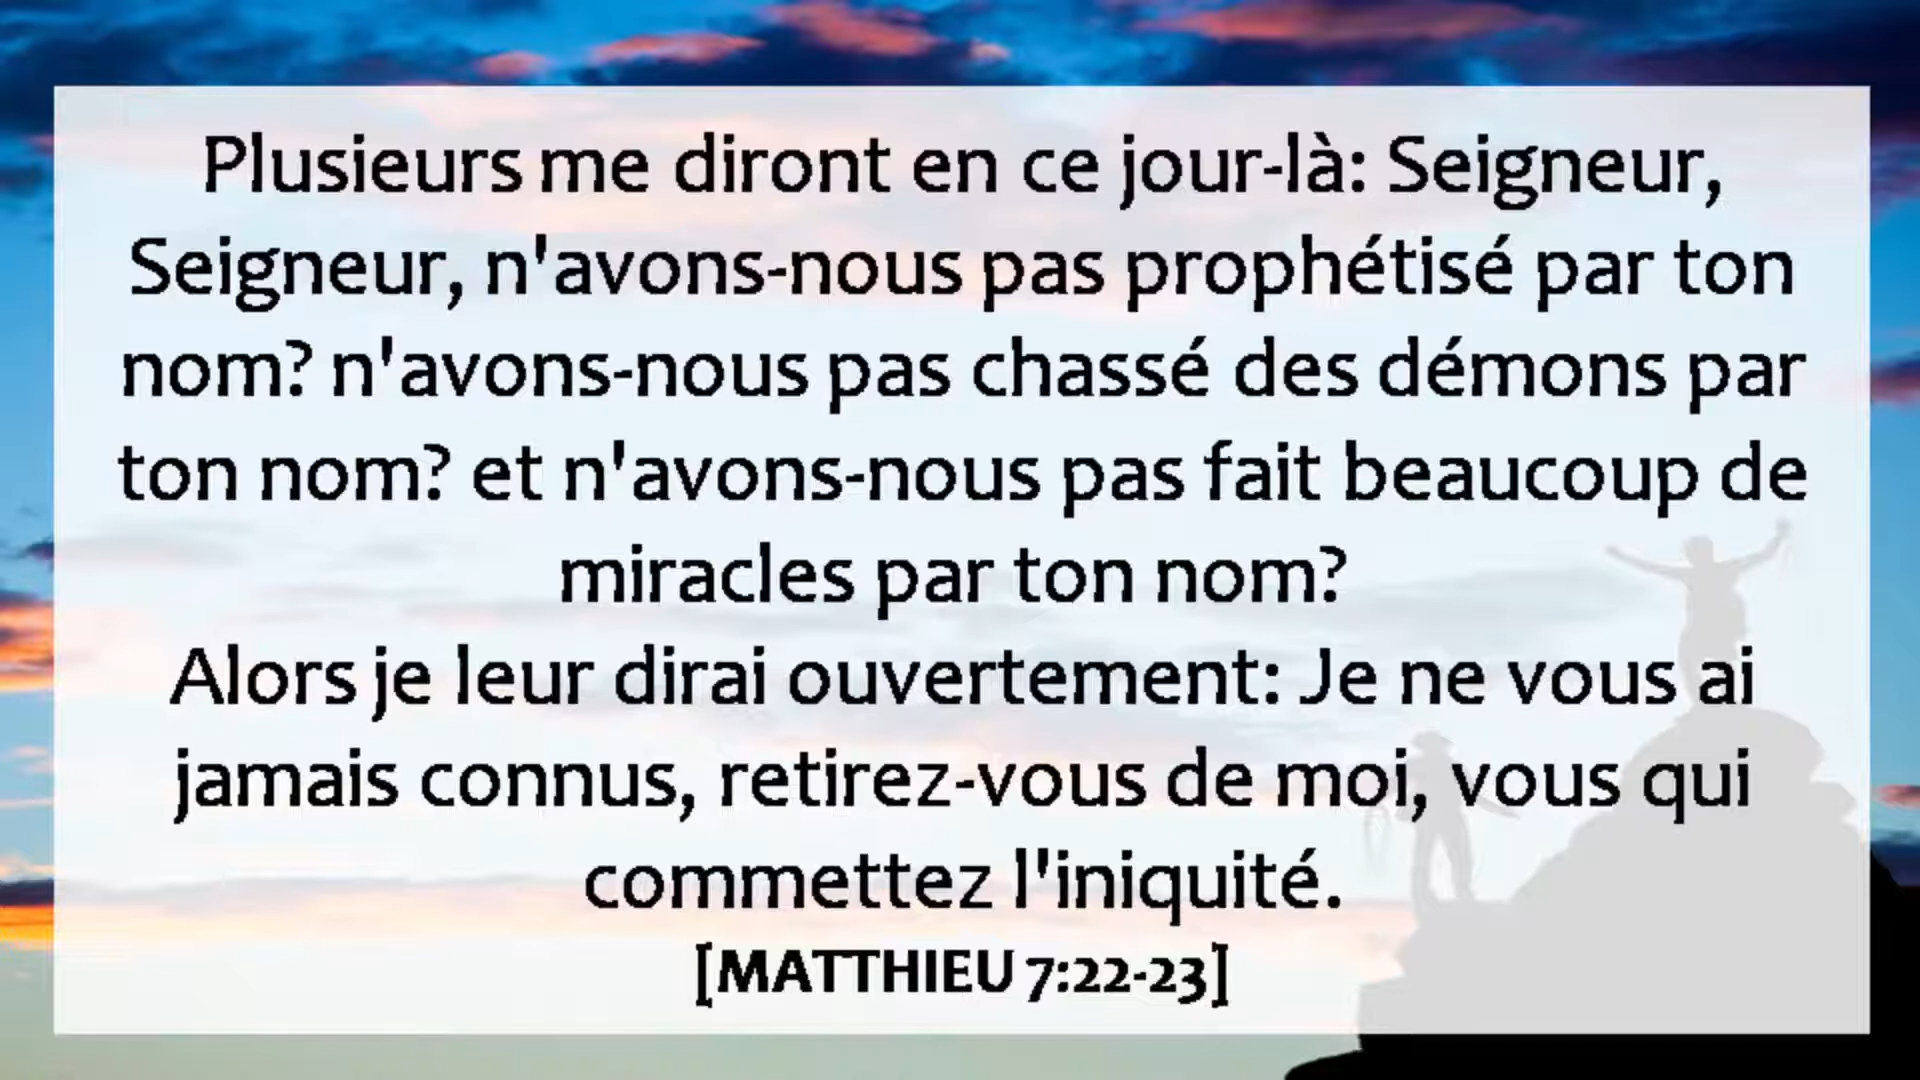 Plusieurs me diront en ce jour-là: Seigneur,
Seigneur, n'avons-nous pas prophétisé par ton
nom? n'avons-nous pas chassé des démons par
ton nom? et n'avons-nous pas fait beaucoup de
miracles par ton nom?
Alors je leur dirai ouvertement: Je ne vous ai
jamais connus, retirez-vous de moi, vous qui
commettez l'iniquité.
[MATTHIEU 7:22-23]